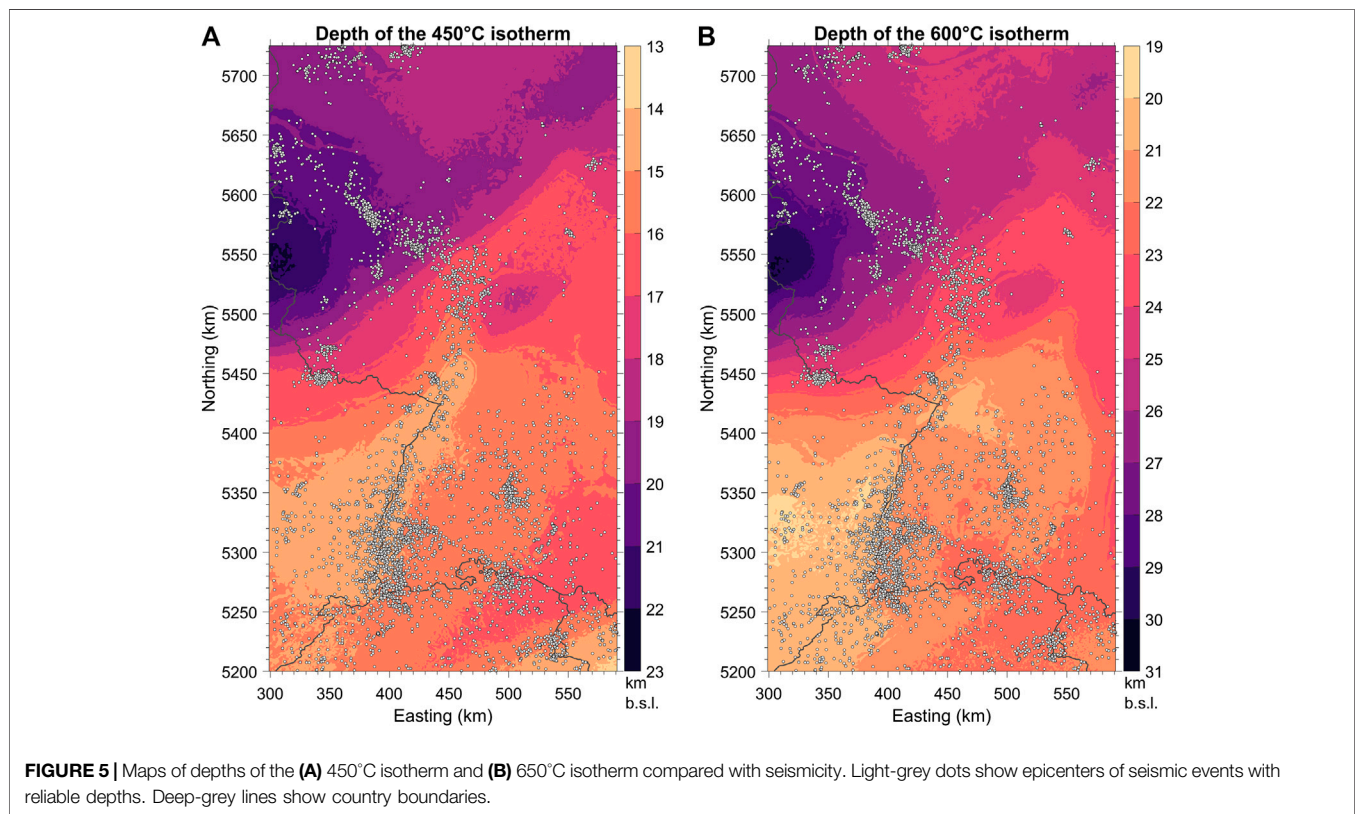 A
Depth of the 450°C isotherm
5700
5650
5600
5550
5500
5450
5400
5350
5300
5250
5200
Northing (km)
300 350 400 450 500 550
Easting (km)
13
14
15
16
17
18
19
20
21
22
23
km
b.s.l.
B
Depth of the 600°C isotherm
5700
5650
5600
5550
5500
5450
5400
5350
5300
5250
5200
Northing (km)
300 350 400 450 500 550
Easting (km)
19
20
21
22
23
24
25
26
27
28
29
30
31
km
b.s.l.
FIGURE 5 | Maps of depths of the (A) 450°C isotherm and (B) 650°C isotherm compared with seismicity. Light-grey dots show epicenters of seismic events with
reliable depths. Deep-grey lines show country boundaries.